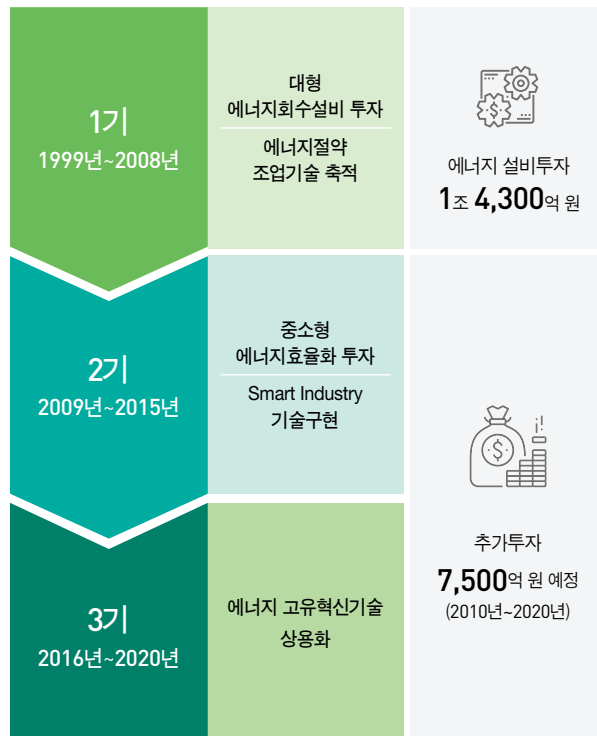 1기
1999년~2008년
대형
에너지회수설비 투자
에너지절약
조업기술 축적
에너지 설비투자
1조 4,300억 원
2기
2009년~2015년
중소형
에너지효율화 투자
Smart Industry
기술구현
3기
2016년~2020년
에너지 고유혁신기술
상용화
추가투자
7,500억 원 예정
(2010년~2020년)